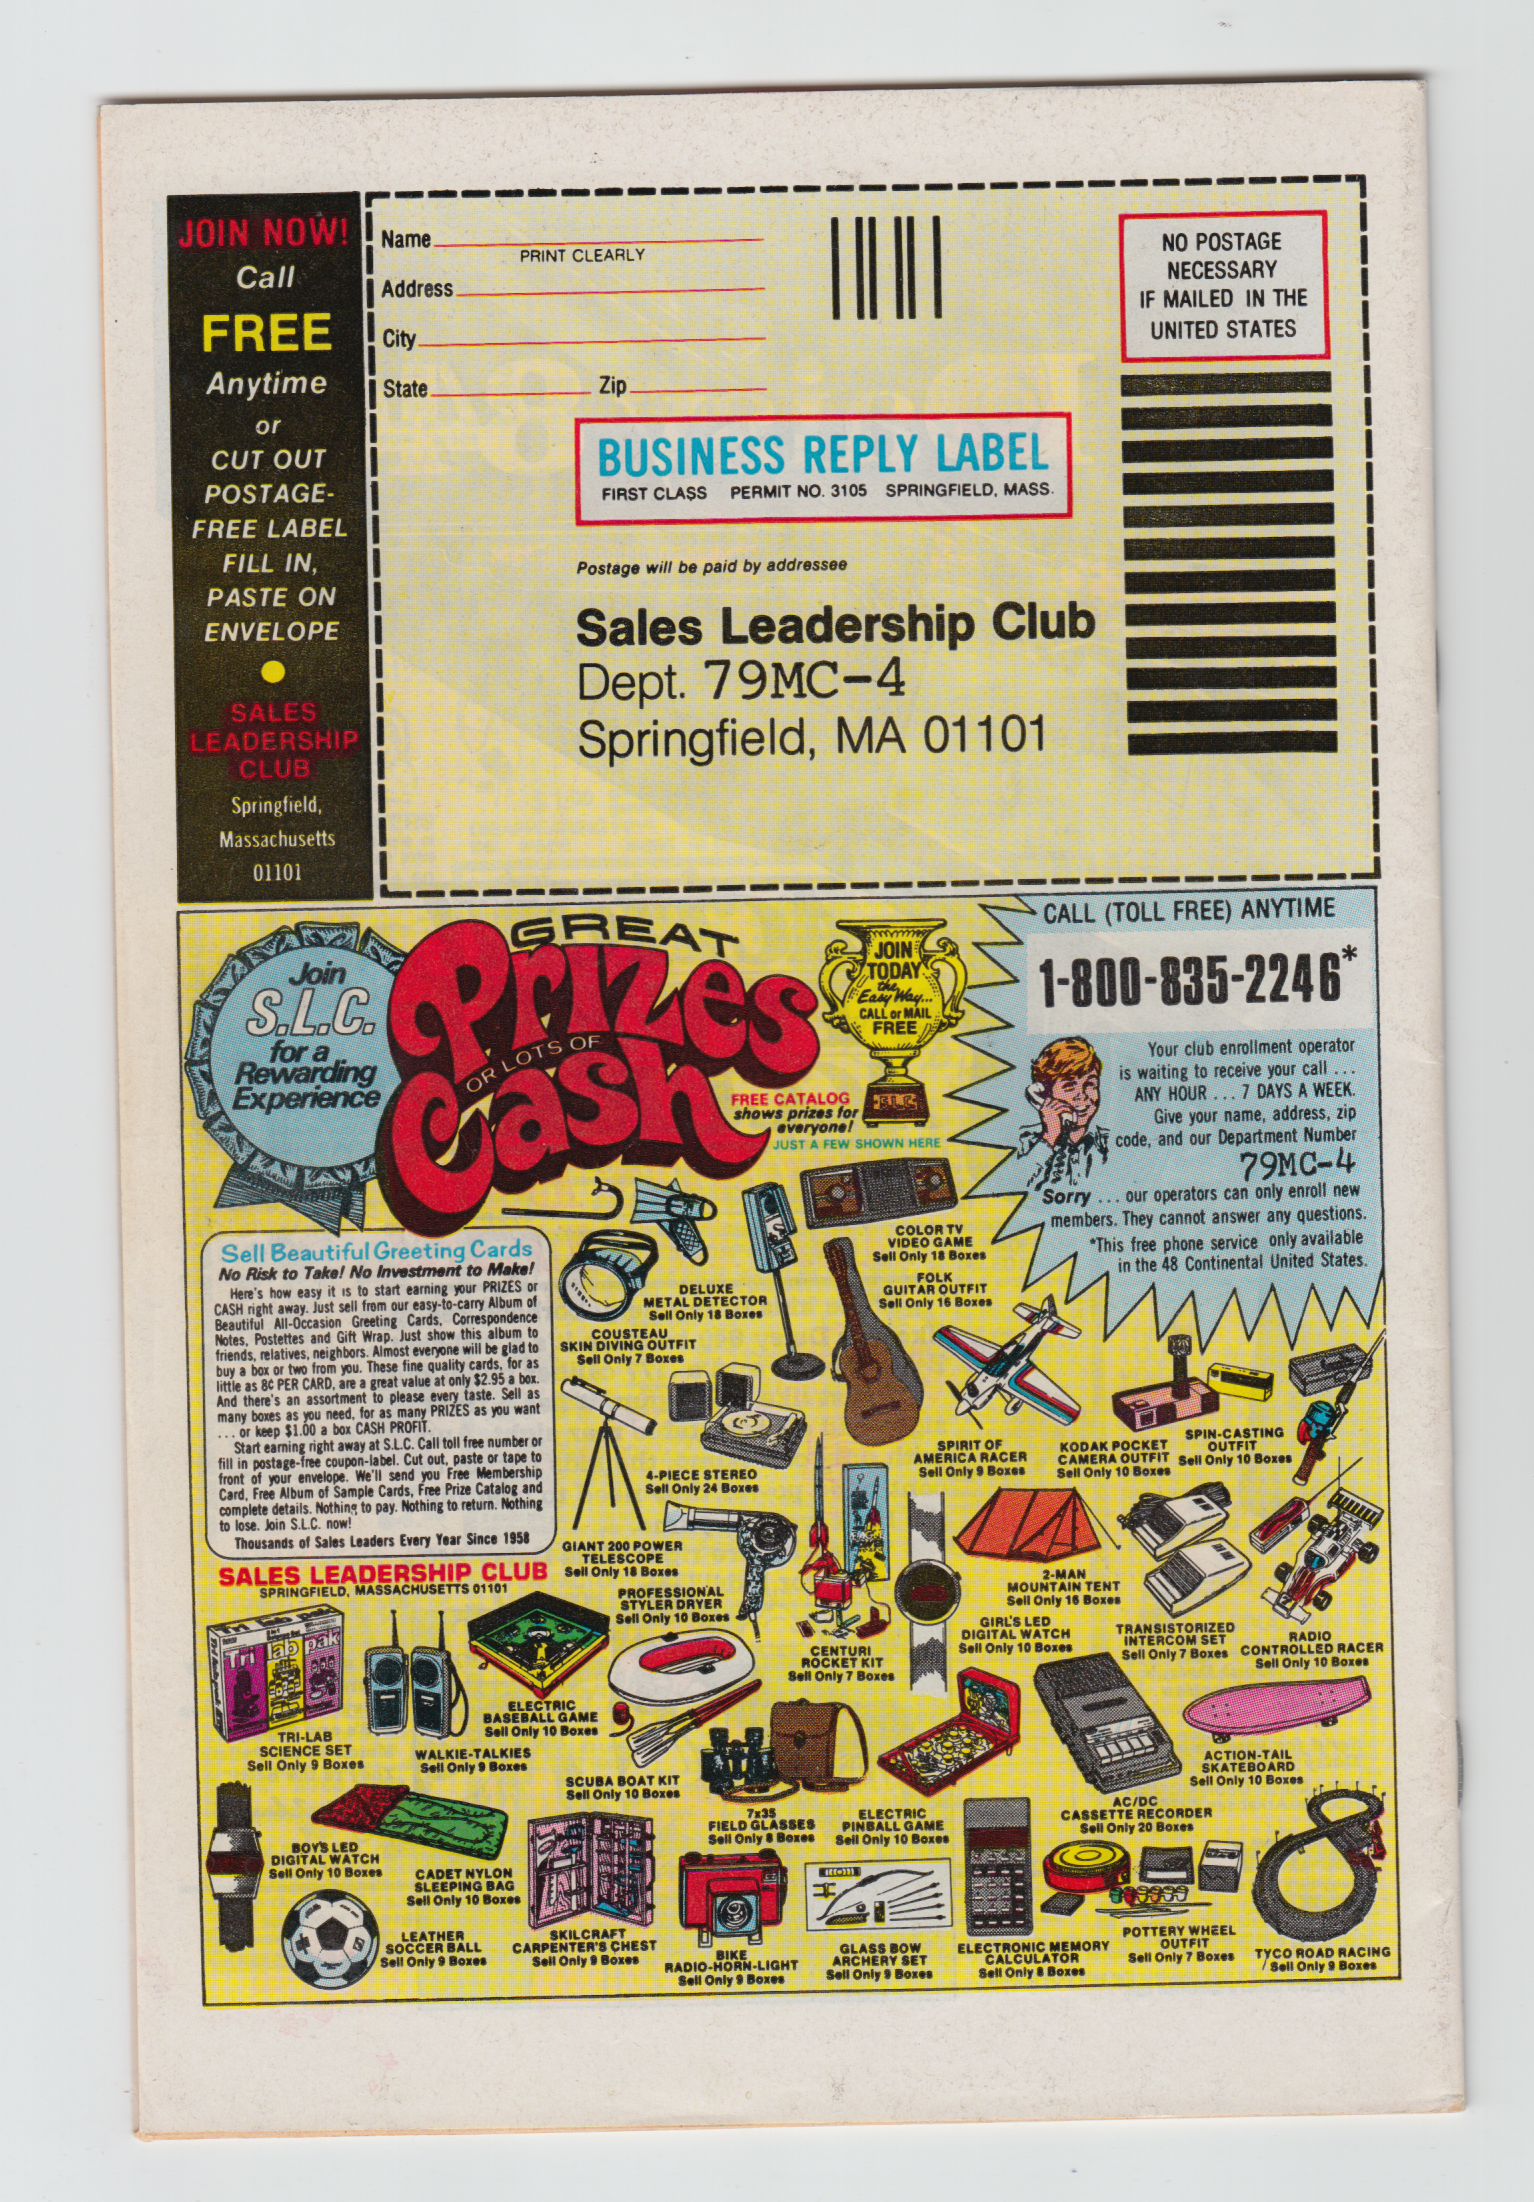 JOIN NOW!
Call
FREE
Anytime
or
CUT OUT
POSTAGE-
FREE LABEL
FILL IN,
PASTE ON
ENVELOPE
SALES
LEADERSHIP
CLUB
Springfield,
Massachusetts
01101
Name
PRINT CLEARLY
Address
City
State Zip
NO POSTAGE
NECESSARY
IF MAILED IN THE
UNITED STATES
BUSINESS REPLY LABEL
FIRST CLASS PERMIT NO. 3105 SPRINGFIELD, MASS.
Postage will be paid by addressee
Sales Leadership Club
Dept. 79MC-4
Springfield, MA 01101
Join
S.L.C.
for a
Rewarding
Experience
GREAT
Prizes
OR LOTS OF
Cash
JOIN
TODAY
the
Easy Way...
CALL or MAIL
FREE
S.L.C.
FREE CATALOG
shows prizes for
everyone!
JUST A FEW SHOWN HERE
CALL (TOLL FREE) ANYTIME
1-800-835-2246*
Your club enrollment operator
is waiting to receive your call ...
ANY HOUR ... 7 DAYS A WEEK.
Give your name, address, zip
code, and our Department Number
79MC-4
Sorry ... our operators can only enroll new
members. They cannot answer any questions.
*This free phone service only available
in the 48 Continental United States.
Sell Beautiful Greeting Cards
No Risk to Take! No Investment to Make!
Here's how easy it is to start earning your PRIZES or
CASH right away. Just sell from our easy-to-carry Album of
Beautiful All-Occasion Greeting Cards, Correspondence
Notes, Postettes and Gift Wrap. Just show this album to
friends, relatives, neighbors. Almost everyone will be glad to
buy a box or two from you. These fine quality cards, for as
little as 8¢ PER CARD, are a great value at only $2.95 a box.
And there's an assortment to please every taste. Sell as
many boxes as you need, for as many PRIZES as you want
... or keep $1.00 a box CASH PROFIT.
Start earning right away at S.L.C. Call toll free number or
fill in postage-free coupon-label. Cut out, paste or tape to
front of your envelope. We'll send you Free Membership
Card, Free Album of Sample Cards, Free Prize Catalog and
complete details. Nothing to pay. Nothing to return. Nothing
to lose. Join S.L.C. now!
Thousands of Sales Leaders Every Year Since 1958
SALES LEADERSHIP CLUB
SPRINGFIELD, MASSACHUSETTS 01101
COLOR TV
VIDEO GAME
Sell Only 18 Boxes
DELUXE
METAL DETECTOR
Sell Only 18 Boxes
FOLK
GUITAR OUTFIT
Sell Only 16 Boxes
COUSTEAU
SKIN DIVING OUTFIT
Sell Only 7 Boxes
4-PIECE STEREO
Sell Only 24 Boxes
SPIRIT OF
AMERICA RACER
Sell Only 9 Boxes
KODAK POCKET
CAMERA OUTFIT
Sell Only 10 Boxes
SPIN-CASTING
OUTFIT
Sell Only 10 Boxes
GIANT 200 POWER
TELESCOPE
Sell Only 18 Boxes
PROFESSIONAL
STYLER DRYER
Sell Only 10 Boxes
CENTURI
ROCKET KIT
Sell Only 7 Boxes
2-MAN
MOUNTAIN TENT
Sell Only 16 Boxes
GIRL'S LED
DIGITAL WATCH
Sell Only 10 Boxes
TRANSISTORIZED
INTERCOM SET
Sell Only 7 Boxes
RADIO
CONTROLLED RACER
Sell Only 10 Boxes
Tri lab pak
TRI-LAB
SCIENCE SET
Sell Only 9 Boxes
WALKIE-TALKIES
Sell Only 9 Boxes
ELECTRIC
BASEBALL GAME
Sell Only 10 Boxes
SCUBA BOAT KIT
Sell Only 10 Boxes
7x35
FIELD GLASSES
Sell Only 8 Boxes
ELECTRIC
PINBALL GAME
Sell Only 10 Boxes
AC/DC
CASSETTE RECORDER
Sell Only 20 Boxes
ACTION-TAIL
SKATEBOARD
Sell Only 10 Boxes
BOY'S LED
DIGITAL WATCH
Sell Only 10 Boxes
CADET NYLON
SLEEPING BAG
Sell Only 10 Boxes
LEATHER
SOCCER BALL
Sell Only 9 Boxes
SKILCRAFT
CARPENTER'S CHEST
Sell Only 9 Boxes
BIKE
RADIO-HORN-LIGHT
Sell Only 9 Boxes
GLASS BOW
ARCHERY SET
Sell Only 9 Boxes
ELECTRONIC MEMORY
CALCULATOR
Sell Only 8 Boxes
POTTERY WHEEL
OUTFIT
Sell Only 7 Boxes
TYCO ROAD RACING
Sell Only 9 Boxes